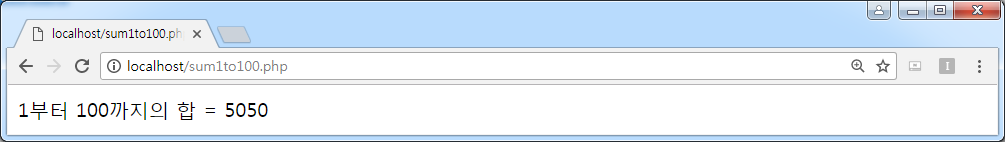 localhost/sum1to100.ph
localhost/sum1to100.php
1부터 100까지의 합 = 5050